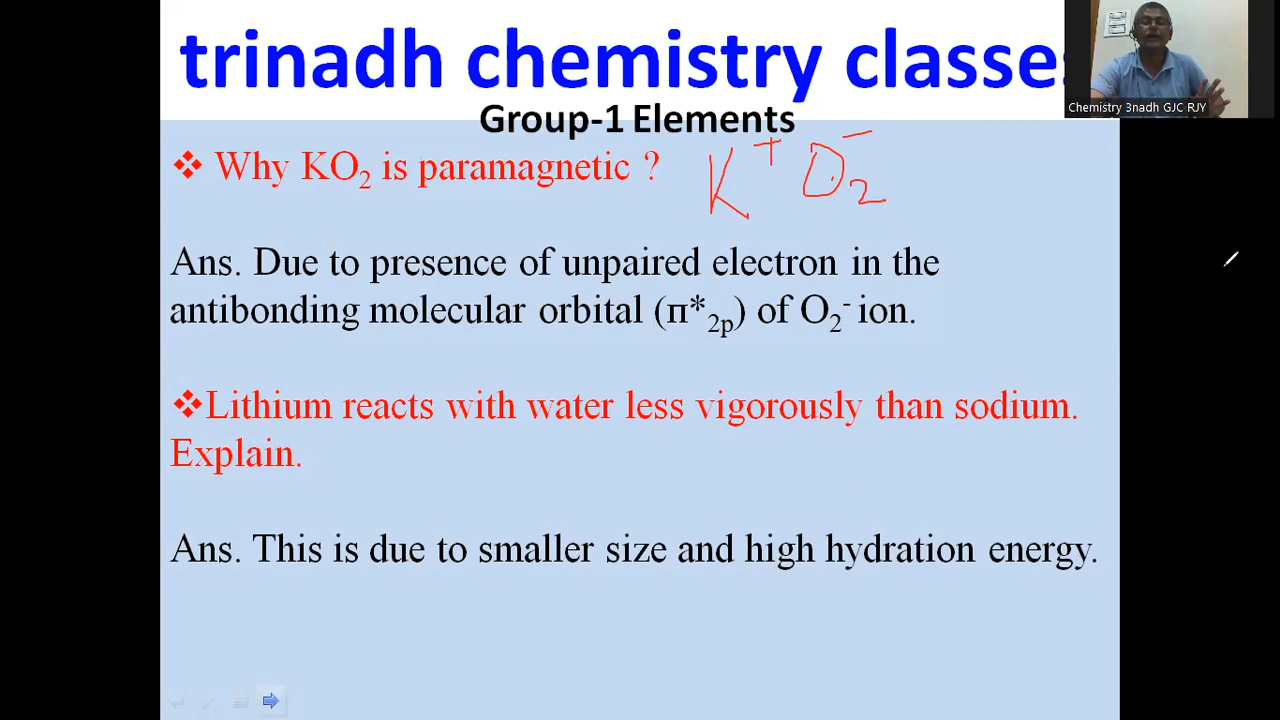 trinadh chemistry classes
Chemistry 3nadh GJC RJY
Group-1 Elements
❖ Why KO₂ is paramagnetic ?
K⁺ O₂⁻
Ans. Due to presence of unpaired electron in the
antibonding molecular orbital (π*₂ₚ) of O₂⁻ ion.
❖Lithium reacts with water less vigorously than sodium.
Explain.
Ans. This is due to smaller size and high hydration energy.